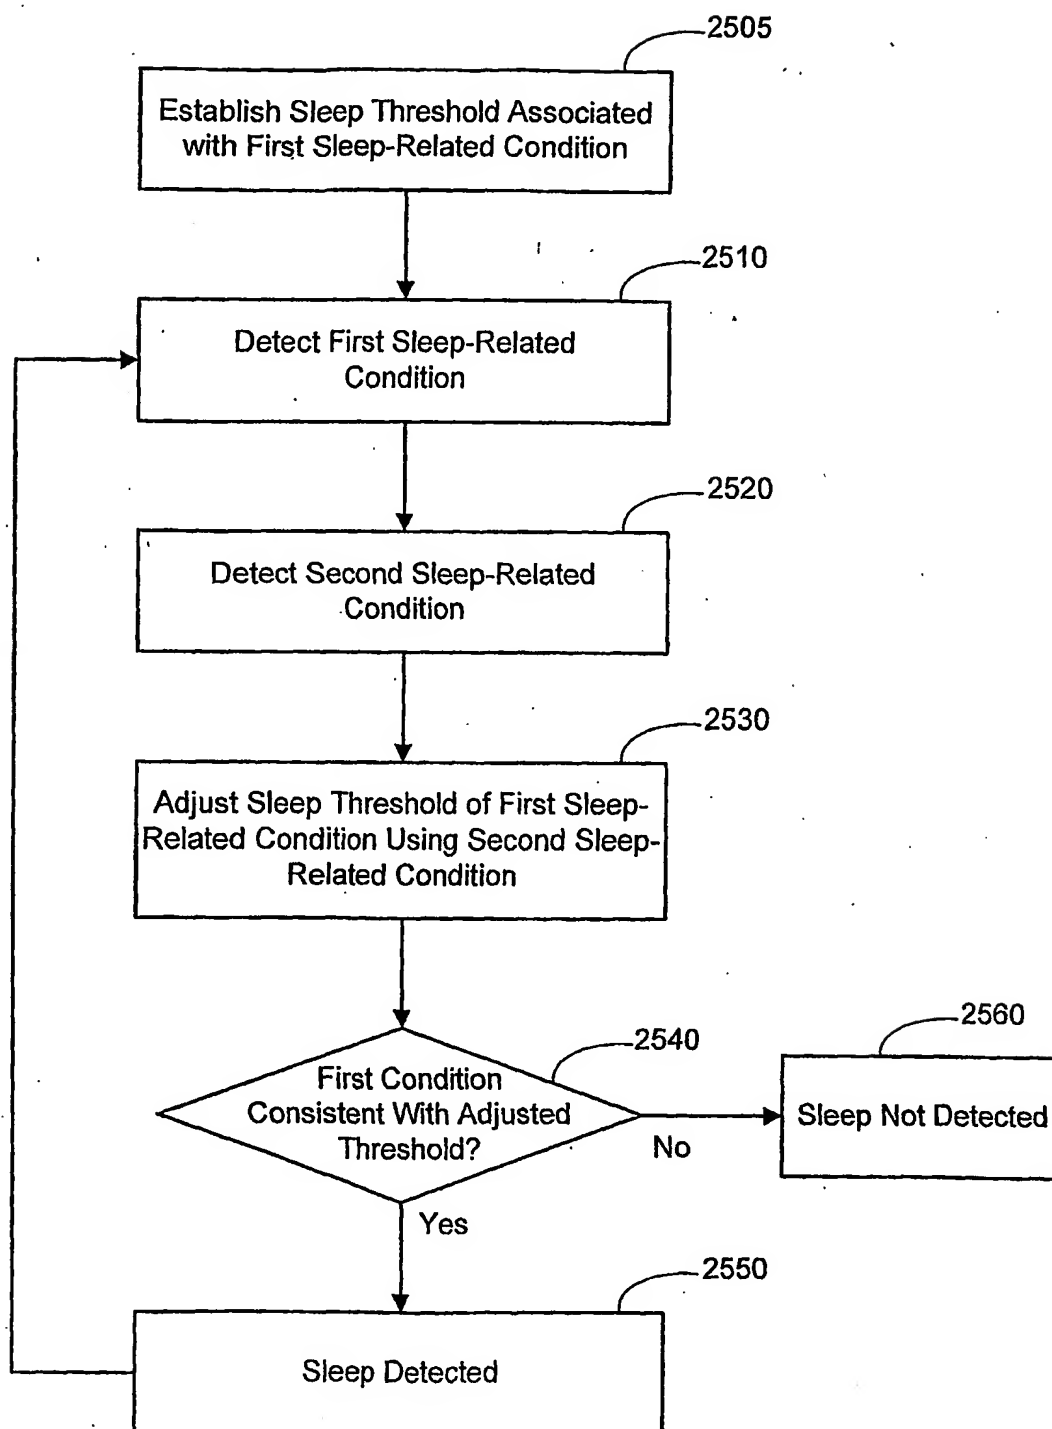 2505
Establish Sleep Threshold Associated
with First Sleep-Related Condition
2510
Detect First Sleep-Related
Condition
2520
Detect Second Sleep-Related
Condition
2530
Adjust Sleep Threshold of First Sleep-
Related Condition Using Second Sleep-
Related Condition
2540
First Condition
Consistent With Adjusted
Threshold?
No
2560
Sleep Not Detected
Yes
2550
Sleep Detected